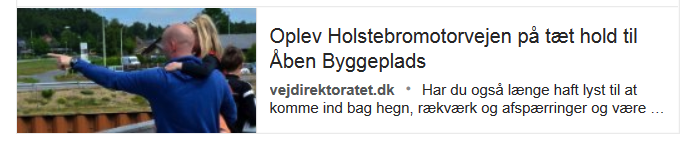 Oplev Holstebromotorvejen på tæt hold til
Åben Byggeplads
vejdirektoratet.dk • Har du også længe haft lyst til at
komme ind bag hegn, rækværk og afspærringer og være ...